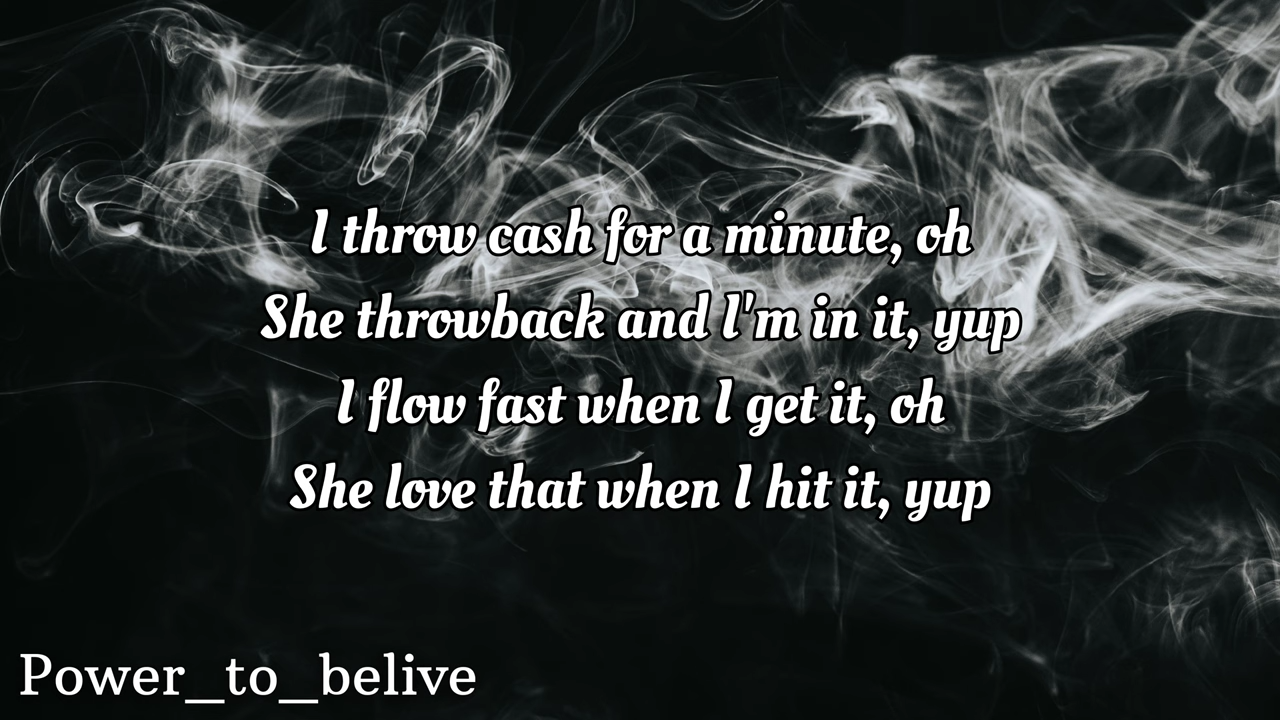 I throw cash for a minute, oh
She throwback and I'm in it, yup
I flow fast when I get it, oh
She love that when I hit it, yup
Power_to_belive